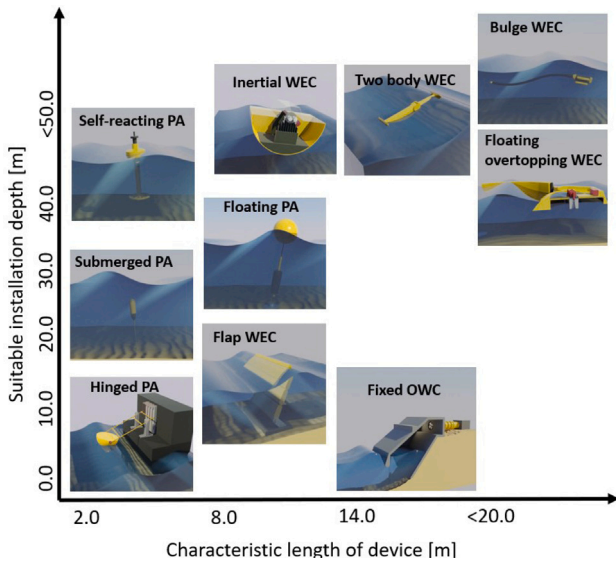 Bulge WEC
Inertial WEC
Two body WEC
Self-reacting PA
Floating
overtopping WEC
Floating PA
Submerged PA
Flap WEC
Hinged PA
Fixed OWC
Suitable installation depth [m]
<50.0
40.0
30.0
20.0
10.0
0.0
2.0
8.0
14.0
<20.0
Characteristic length of device [m]